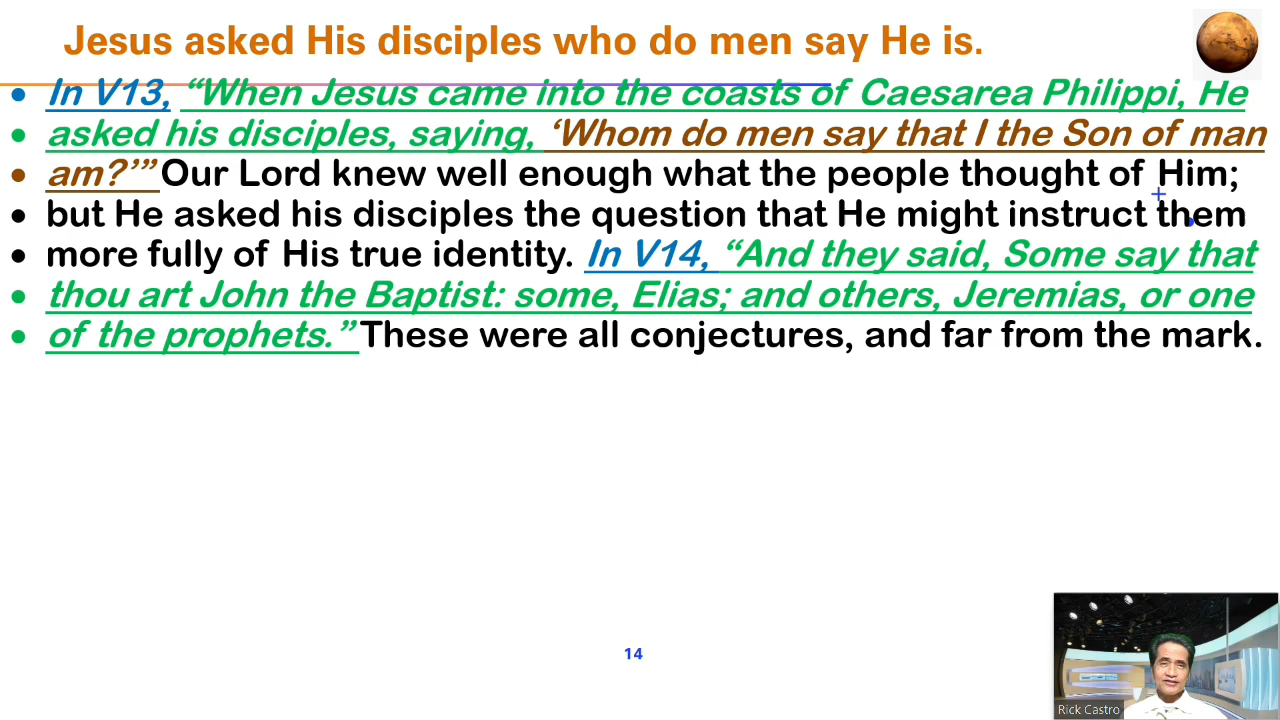 Jesus asked His disciples who do men say He is.
• In V13, “When Jesus came into the coasts of Caesarea Philippi, He
• asked his disciples, saying, ‘Whom do men say that I the Son of man
• am?’” Our Lord knew well enough what the people thought of Him;
• but He asked his disciples the question that He might instruct them
• more fully of His true identity. In V14, “And they said, Some say that
• thou art John the Baptist: some, Elias; and others, Jeremias, or one
• of the prophets.” These were all conjectures, and far from the mark.
14
Rick Castro